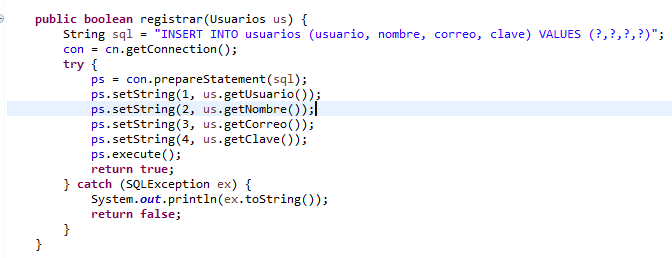 public boolean registrar(Usuarios us) {
String sql = "INSERT INTO usuarios (usuario, nombre, correo, clave) VALUES (?,?,?,?)";
con = cn.getConnection();
try {
ps = con.prepareStatement(sql);
ps.setString(1, us.getUsuario());
ps.setString(2, us.getNombre());
ps.setString(3, us.getCorreo());
ps.setString(4, us.getClave());
ps.execute();
return true;
} catch (SQLException ex) {
System.out.println(ex.toString());
return false;
}
}